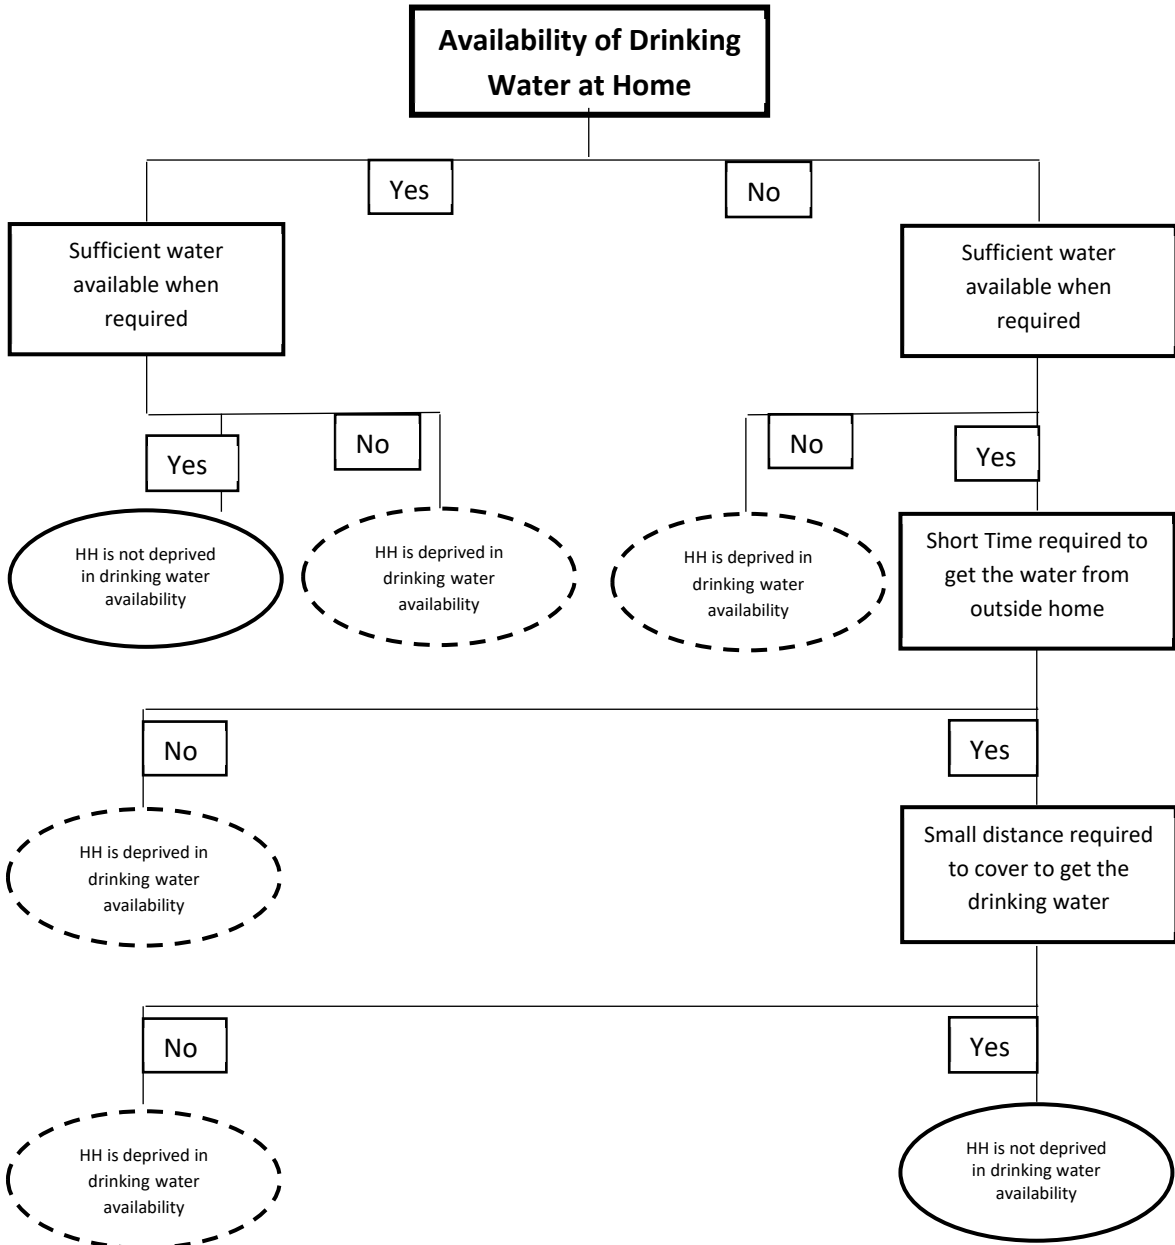 Availability of Drinking
Water at Home
Yes
No
Sufficient water
available when
required
Sufficient water
available when
required
Yes
No
No
Yes
HH is not deprived
in drinking water
availability
HH is deprived in
drinking water
availability
HH is deprived in
drinking water
availability
Short Time required to
get the water from
outside home
No
Yes
HH is deprived in
drinking water
availability
Small distance required
to cover to get the
drinking water
No
Yes
HH is deprived in
drinking water
availability
HH is not deprived
in drinking water
availability